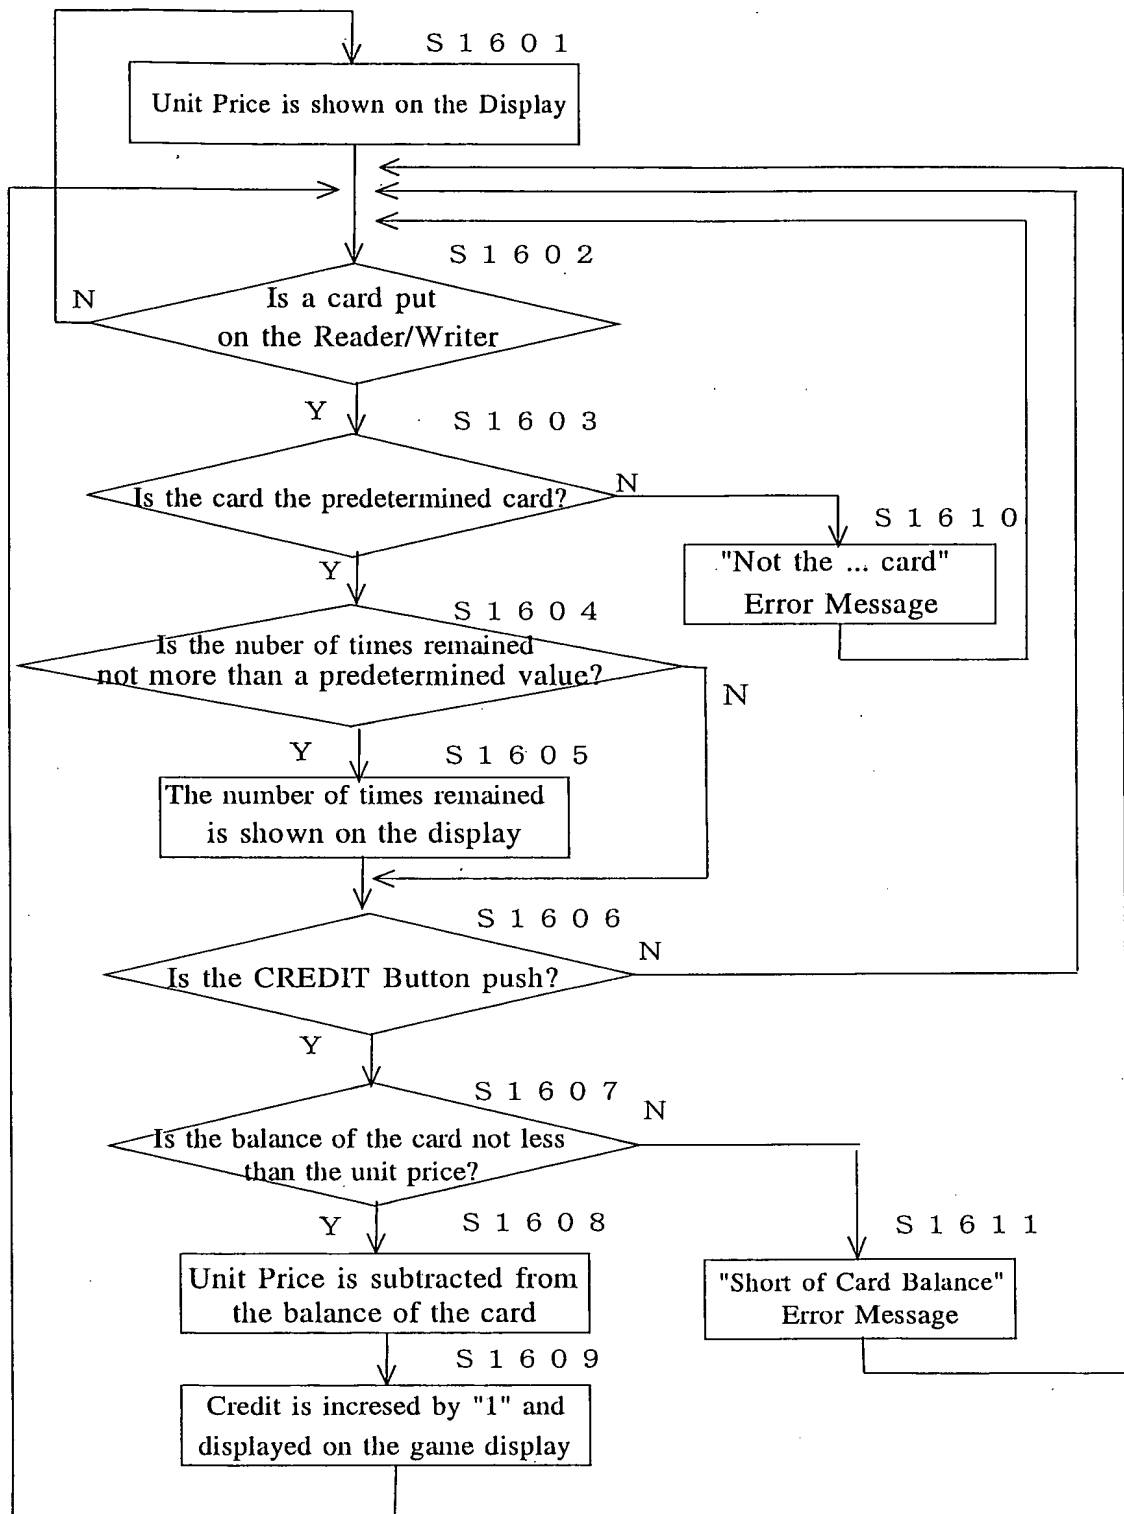 S1601
Unit Price is shown on the Display
S1602
N
Is a card put
on the Reader/Writer
Y
S1603
Is the card the predetermined card?
N
S1610
"Not the ... card"
Error Message
Y
S1604
Is the nuber of times remained
not more than a predetermined value?
N
Y
S1605
The number of times remained
is shown on the display
S1606
Is the CREDIT Button push?
N
Y
S1607
N
Is the balance of the card not less
than the unit price?
Y
S1608
S1611
Unit Price is subtracted from
the balance of the card
"Short of Card Balance"
Error Message
S1609
Credit is incresed by "1" and
displayed on the game display